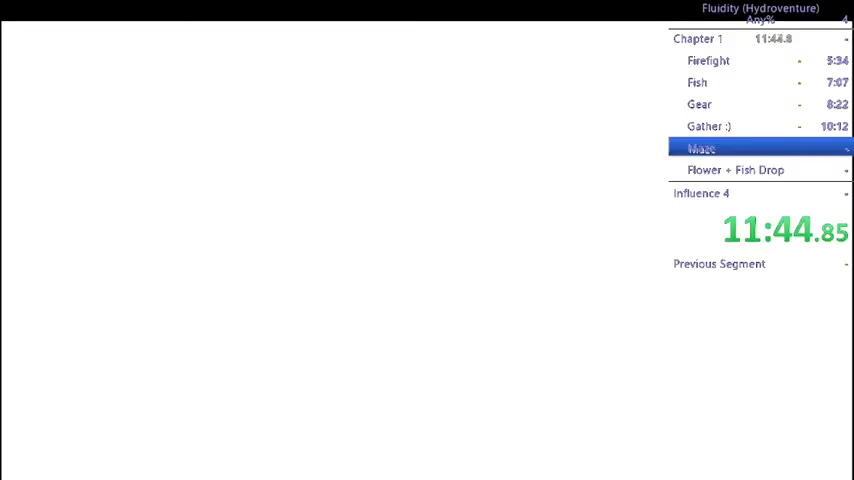 Fluidity (Hydroventure)
Any% 4
Chapter 1 11:44.8 -
Firefight - 5:34
Fish - 7:07
Gear - 8:22
Gather :) - 10:12
Maze -
Flower + Fish Drop -
Influence 4 -
11:44.85
Previous Segment -